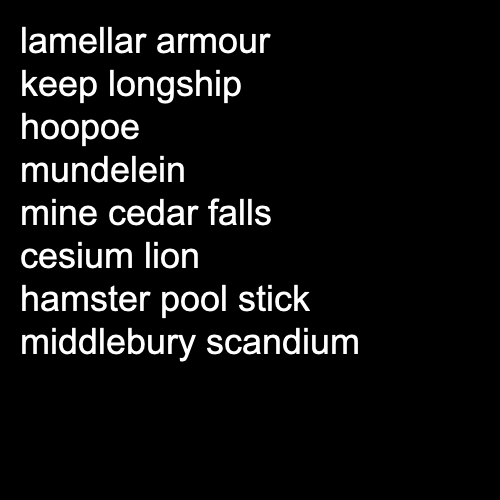 lamellar armour
keep longship
hoopoe
mundelein
mine cedar falls
cesium lion
hamster pool stick
middlebury scandium